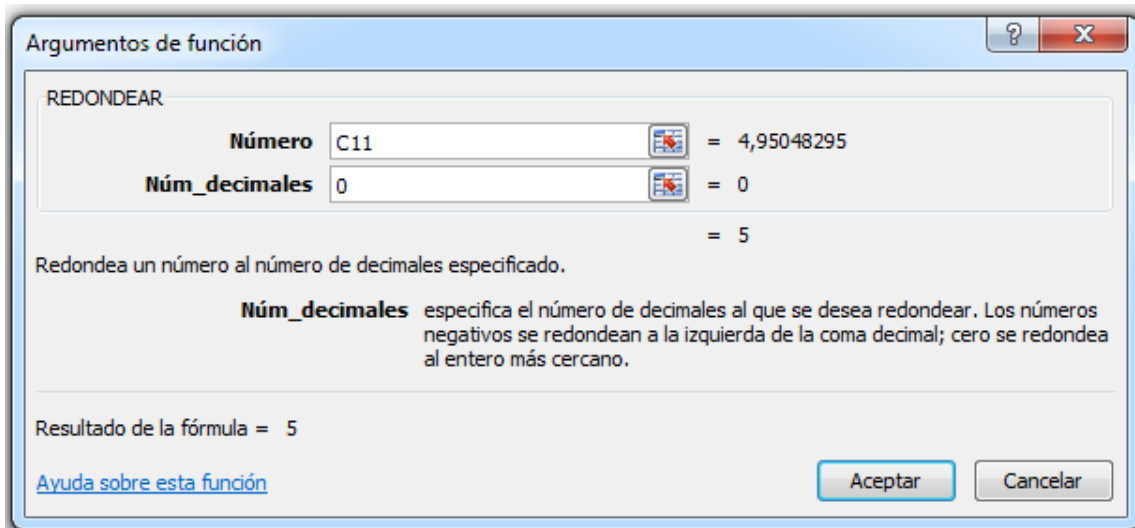 Argumentos de función
REDONDEAR
Número C11 = 4,95048295
Núm_decimales 0 = 0
= 5
Redondea un número al número de decimales especificado.
Núm_decimales especifica el número de decimales al que se desea redondear. Los números
negativos se redondean a la izquierda de la coma decimal; cero se redondea
al entero más cercano.
Resultado de la fórmula = 5
Ayuda sobre esta función Aceptar Cancelar